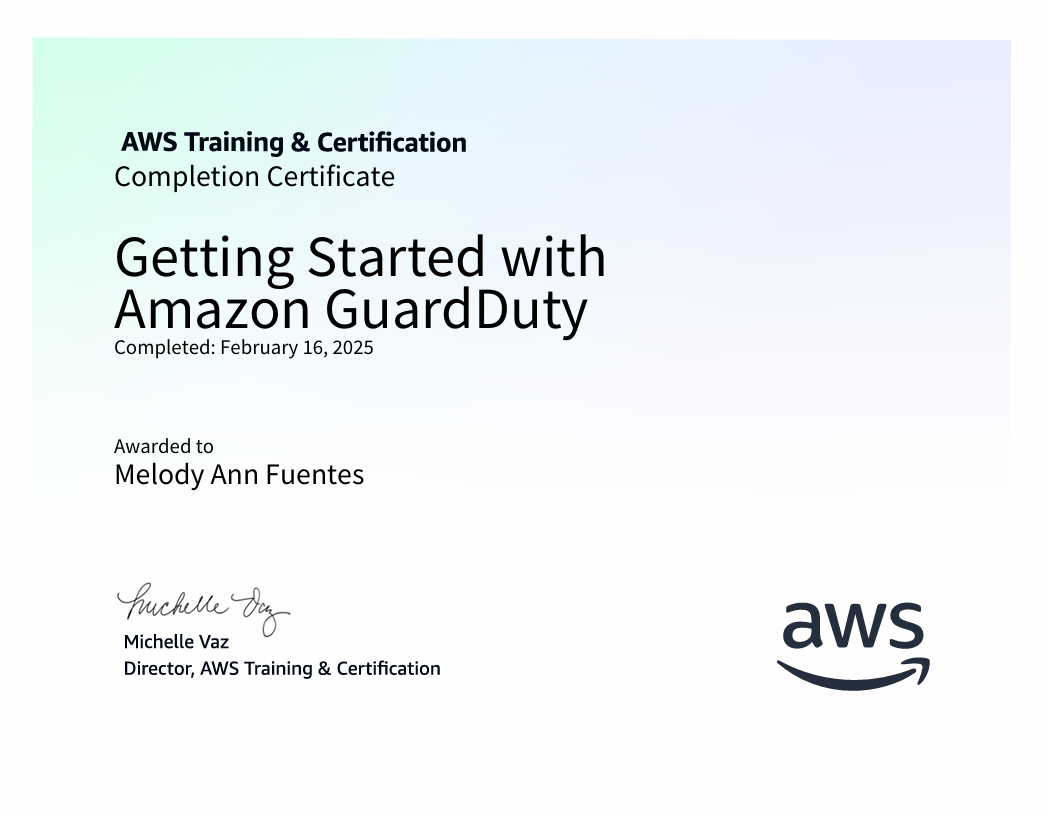 AWS Training & Certification
Completion Certificate
Getting Started with
Amazon GuardDuty
Completed: February 16, 2025
Awarded to
Melody Ann Fuentes
Michelle Vaz
Michelle Vaz
Director, AWS Training & Certification
aws